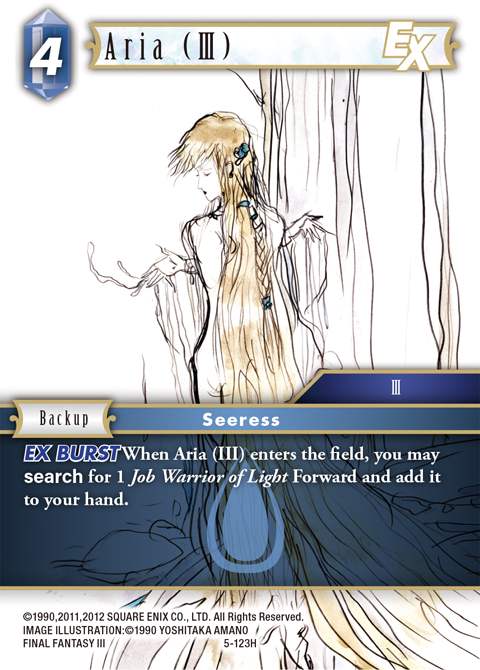 4
Aria (III)
EX
III
Backup
Seeress
EX BURST When Aria (III) enters the field, you may
search for 1 Job Warrior of Light Forward and add it
to your hand.
©1990,2011,2012 SQUARE ENIX CO., LTD. All Rights Reserved.
IMAGE ILLUSTRATION:©1990 YOSHITAKA AMANO
FINAL FANTASY III 5-123H